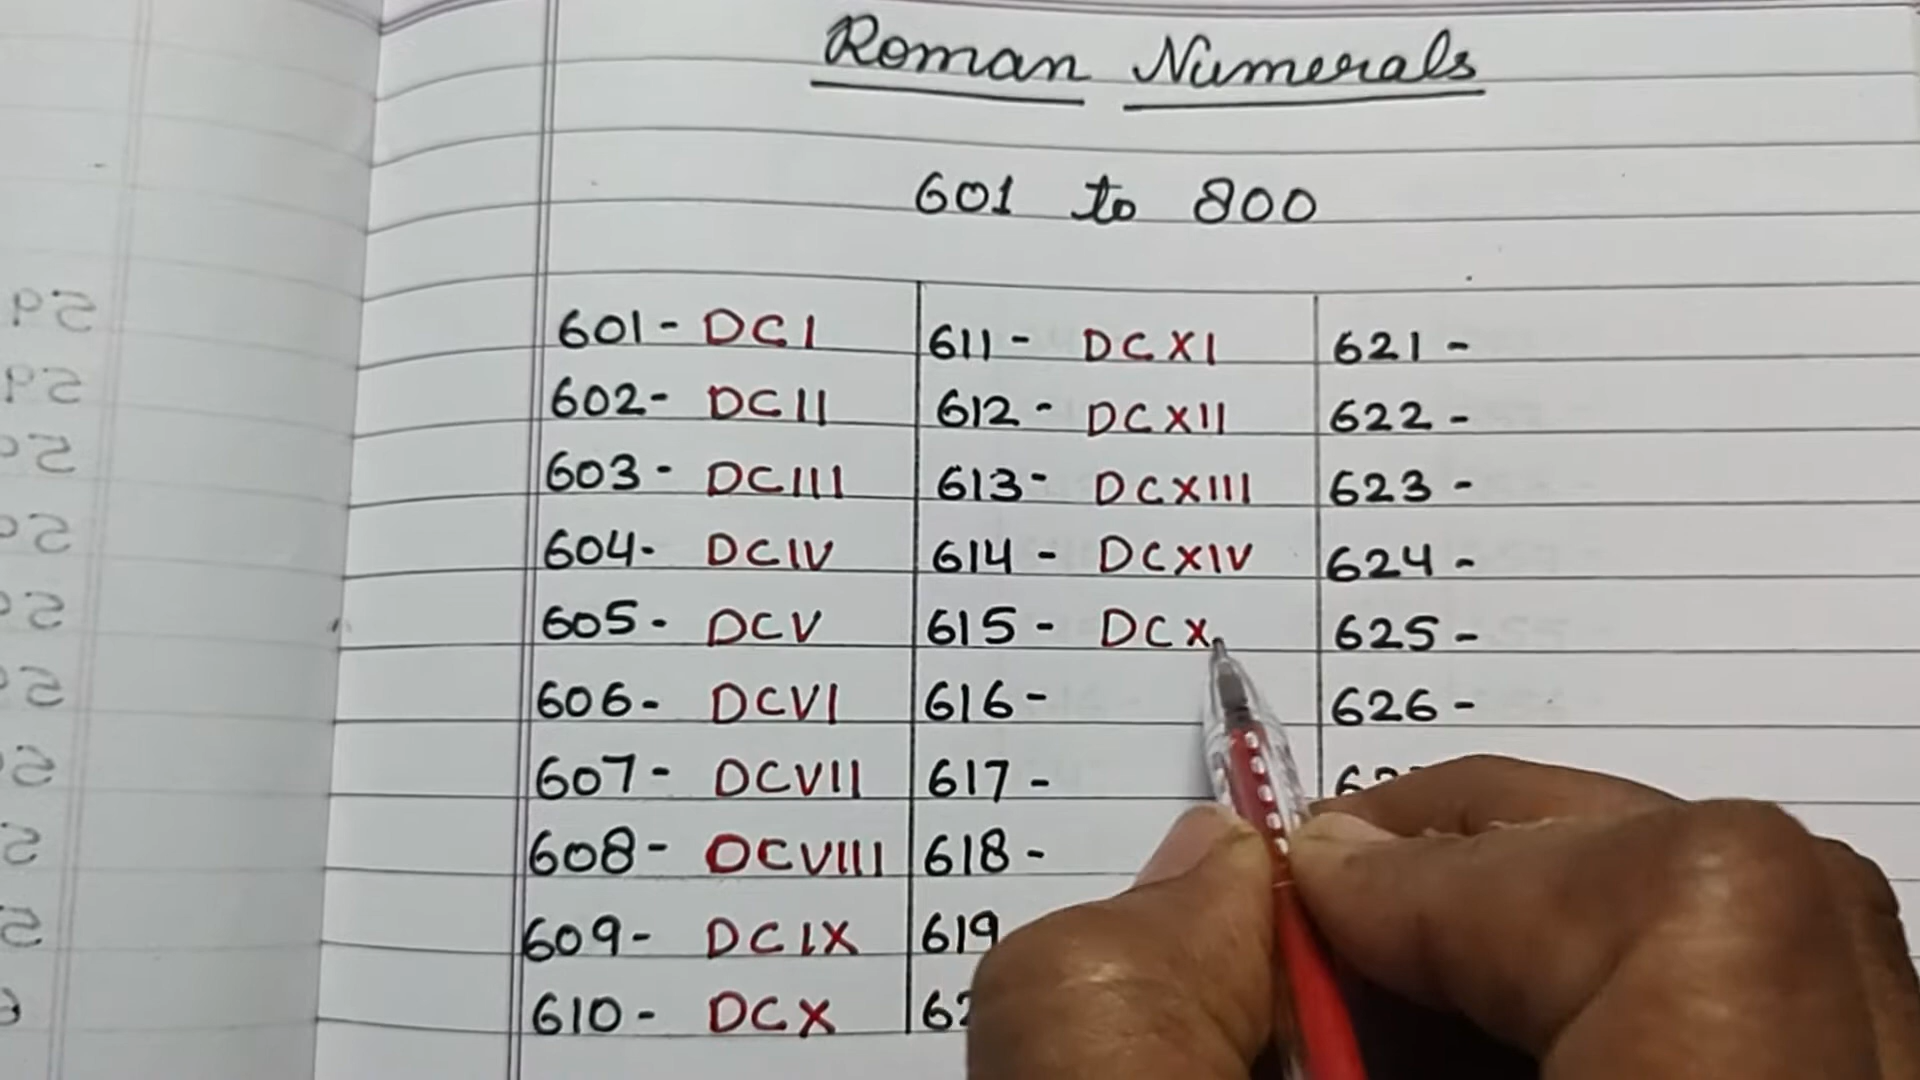 Roman Numerals
601 to 800
601 - DCI
602 - DCII
603 - DCIII
604 - DCIV
605 - DCV
606 - DCVI
607 - DCVII
608 - DCVIII
609 - DCIX
610 - DCX
611 - DCXI
612 - DCXII
613 - DCXIII
614 - DCXIV
615 - DCX
616 -
617 -
618 -
619
621 -
622 -
623 -
624 -
625 -
626 -